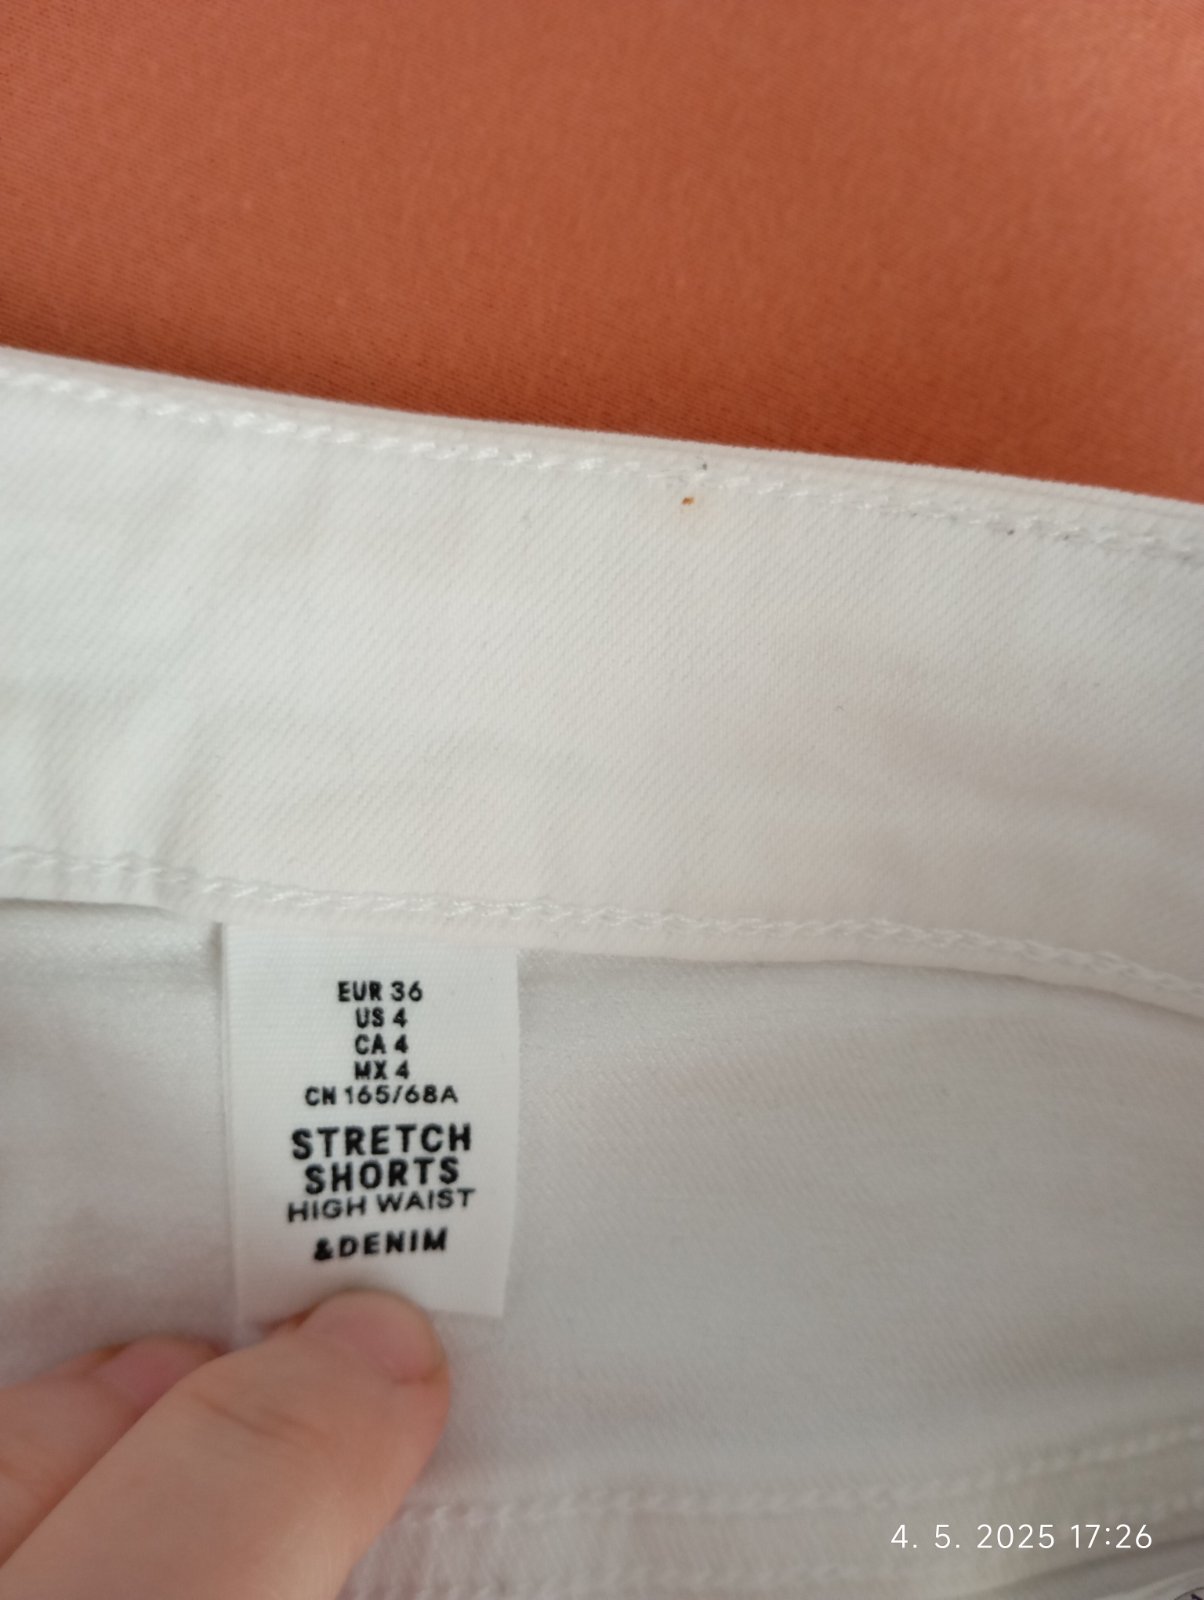 EUR 36
US 4
CA 4
MX 4
CN 165/68A
STRETCH
SHORTS
HIGH WAIST
&DENIM
4. 5. 2025 17:26